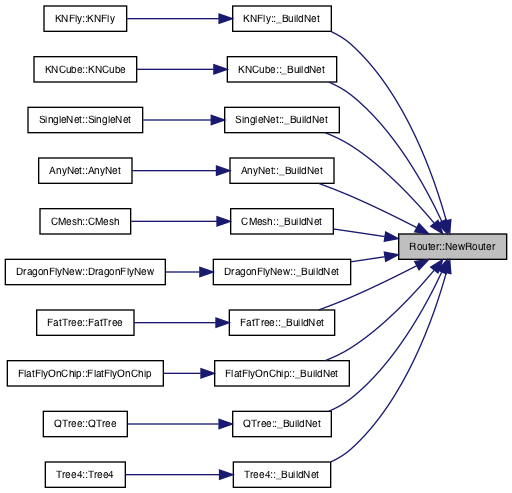 KNFly::KNFly
KNFly::_BuildNet
KNCube::KNCube
KNCube::_BuildNet
SingleNet::SingleNet
SingleNet::_BuildNet
AnyNet::AnyNet
AnyNet::_BuildNet
CMesh::CMesh
CMesh::_BuildNet
Router::NewRouter
DragonFlyNew::DragonFlyNew
DragonFlyNew::_BuildNet
FatTree::FatTree
FatTree::_BuildNet
FlatFlyOnChip::FlatFlyOnChip
FlatFlyOnChip::_BuildNet
QTree::QTree
QTree::_BuildNet
Tree4::Tree4
Tree4::_BuildNet